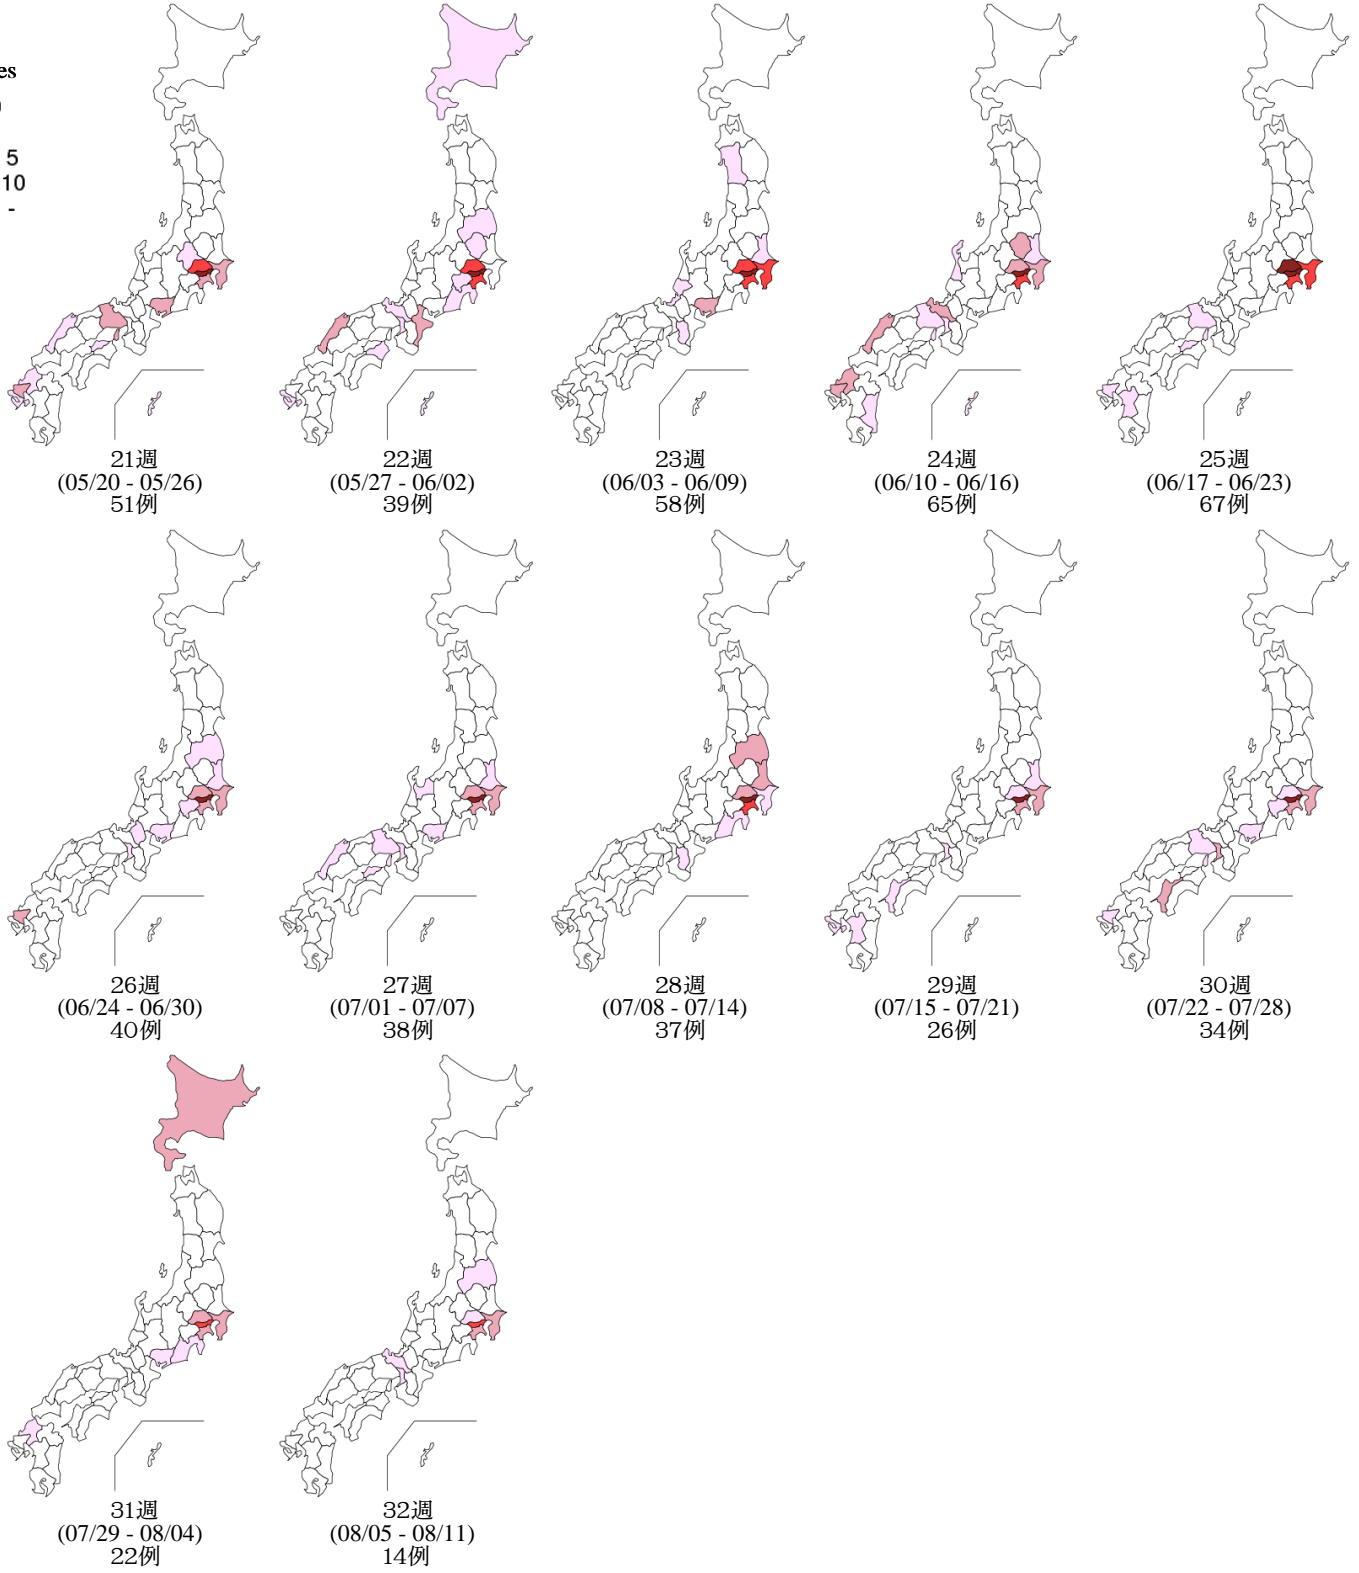 es
5
10
-
21週
(05/20 - 05/26)
51例
22週
(05/27 - 06/02)
39例
23週
(06/03 - 06/09)
58例
24週
(06/10 - 06/16)
65例
25週
(06/17 - 06/23)
67例
26週
(06/24 - 06/30)
40例
27週
(07/01 - 07/07)
38例
28週
(07/08 - 07/14)
37例
29週
(07/15 - 07/21)
26例
30週
(07/22 - 07/28)
34例
31週
(07/29 - 08/04)
22例
32週
(08/05 - 08/11)
14例